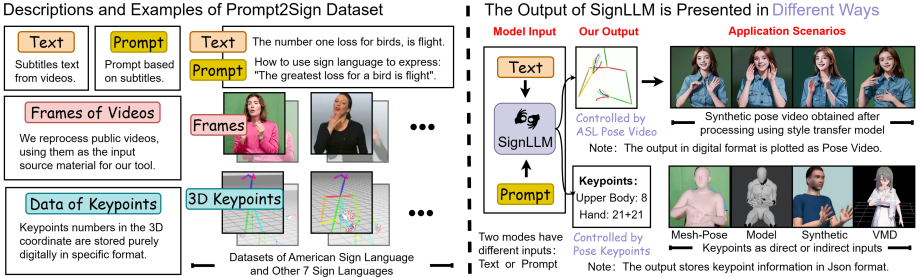 Descriptions and Examples of Prompt2Sign Dataset
Text
Subtitles text
from videos.
Prompt
Prompt based
on subtitles.
Text
The number one loss for birds, is flight.
Prompt
How to use sign language to express:
"The greatest loss for a bird is flight".
Frames of Videos
We reprocess public videos,
using them as the input
source material for our tool.
Frames
Data of Keypoints
Keypoints numbers in the 3D
coordinate are stored purely
digitally in specific format.
3D Keypoints
Datasets of American Sign Language
and Other 7 Sign Languages
The Output of SignLLM is Presented in Different Ways
Model Input
Our Output
Application Scenarios
Text
SignLLM
Prompt
Two modes have
different inputs:
Text or Prompt
Controlled by
ASL Pose Video
Keypoints:
Upper Body: 8
Hand: 21+21
Controlled by
Pose Keypoints
Synthetic pose video obtained after
processing using style transfer model
Note: The output in digital format is plotted as Pose Video.
Mesh-Pose
Model
Synthetic
VMD
Keypoints as direct or indirect inputs
Note: The output stores keypoint information in Json format.